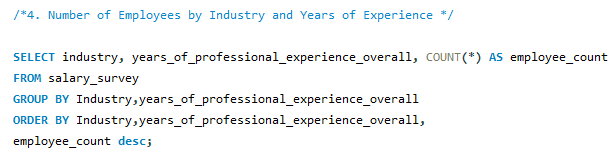 /*4. Number of Employees by Industry and Years of Experience */
SELECT industry, years_of_professional_experience_overall, COUNT(*) AS employee_count
FROM salary_survey
GROUP BY Industry,years_of_professional_experience_overall
ORDER BY Industry,years_of_professional_experience_overall,
employee_count desc;